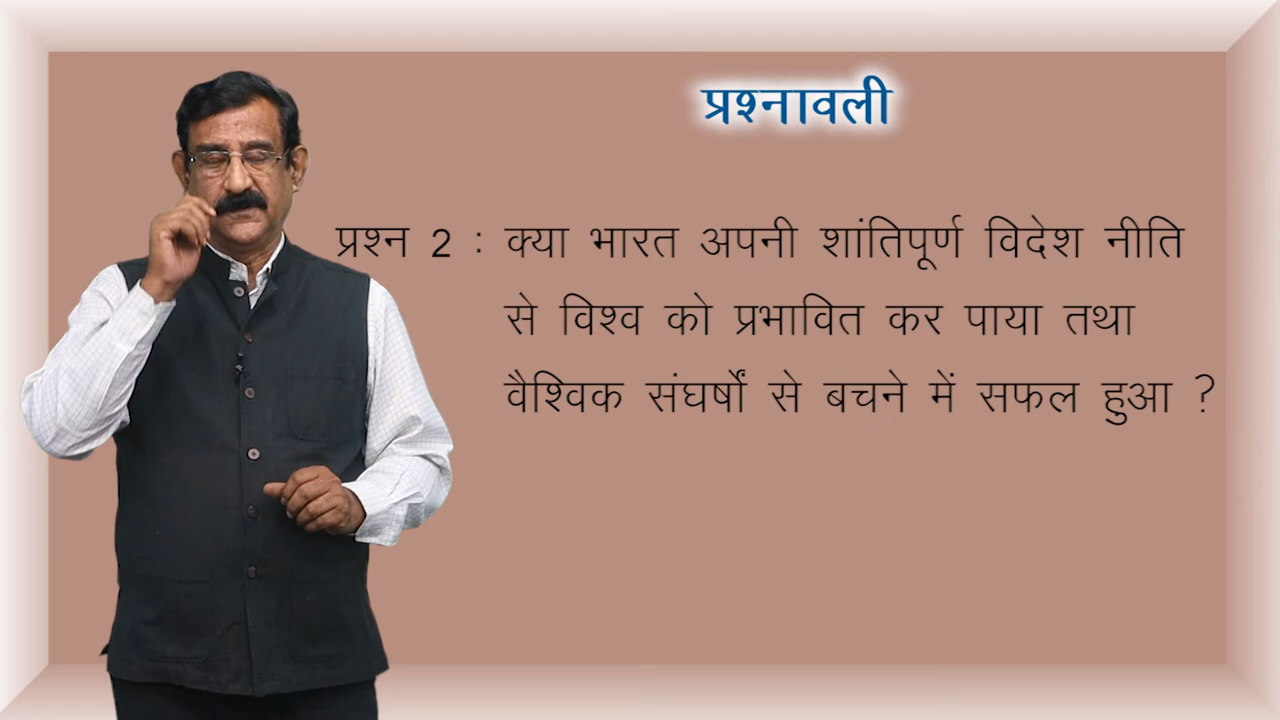 प्रश्नावली
प्रश्न 2 : क्या भारत अपनी शांतिपूर्ण विदेश नीति
से विश्व को प्रभावित कर पाया तथा
वैश्विक संघर्षों से बचने में सफल हुआ ?